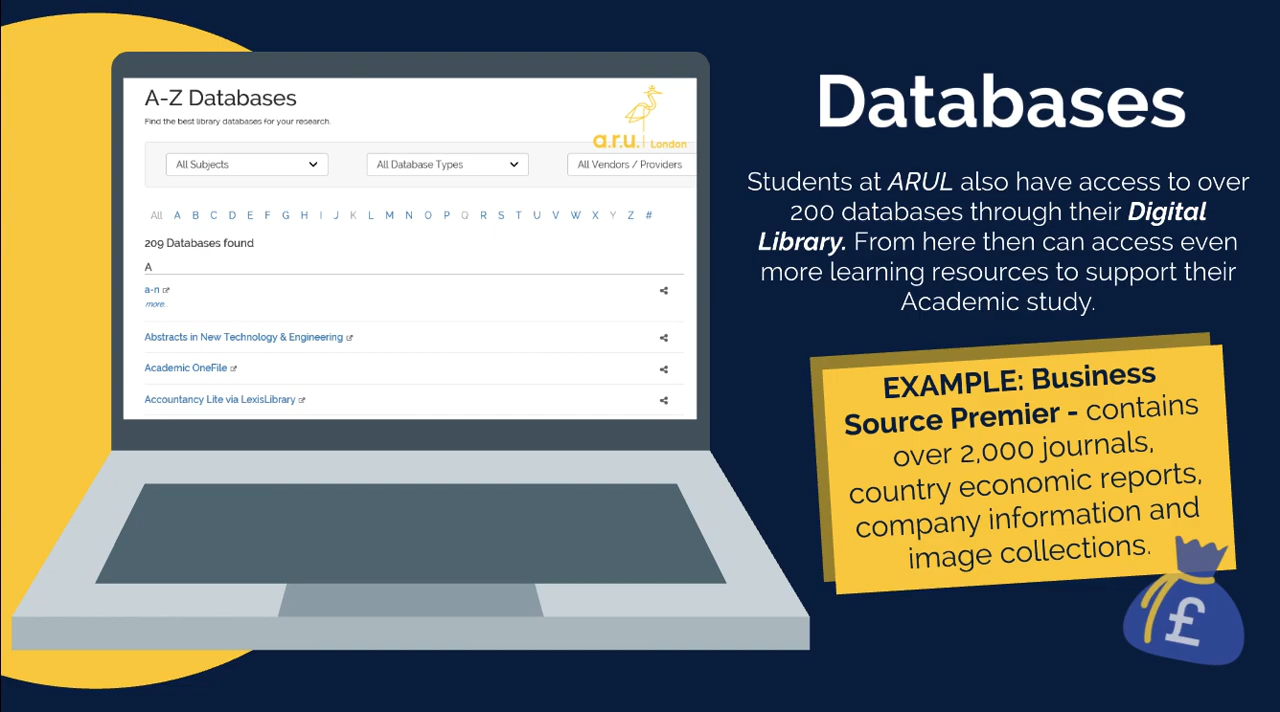 A-Z Databases
Find the best library databases for your research.
a.r.u. London
All Subjects
All Database Types
All Vendors / Providers
All A B C D E F G H I J K L M N O P Q R S T U V W X Y Z #
209 Databases found
A
a-n
more..
Abstracts in New Technology & Engineering
Academic OneFile
Accountancy Lite via LexisLibrary
Databases
Students at ARUL also have access to over
200 databases through their Digital
Library. From here then can access even
more learning resources to support their
Academic study.
EXAMPLE: Business
Source Premier - contains
over 2,000 journals,
country economic reports,
company information and
image collections.
£